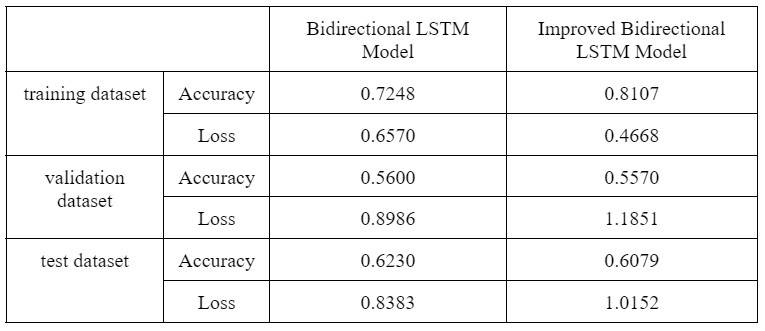 Bidirectional LSTM Model
Improved Bidirectional LSTM Model
training dataset Accuracy 0.7248 0.8107
Loss 0.6570 0.4668
validation dataset Accuracy 0.5600 0.5570
Loss 0.8986 1.1851
test dataset Accuracy 0.6230 0.6079
Loss 0.8383 1.0152